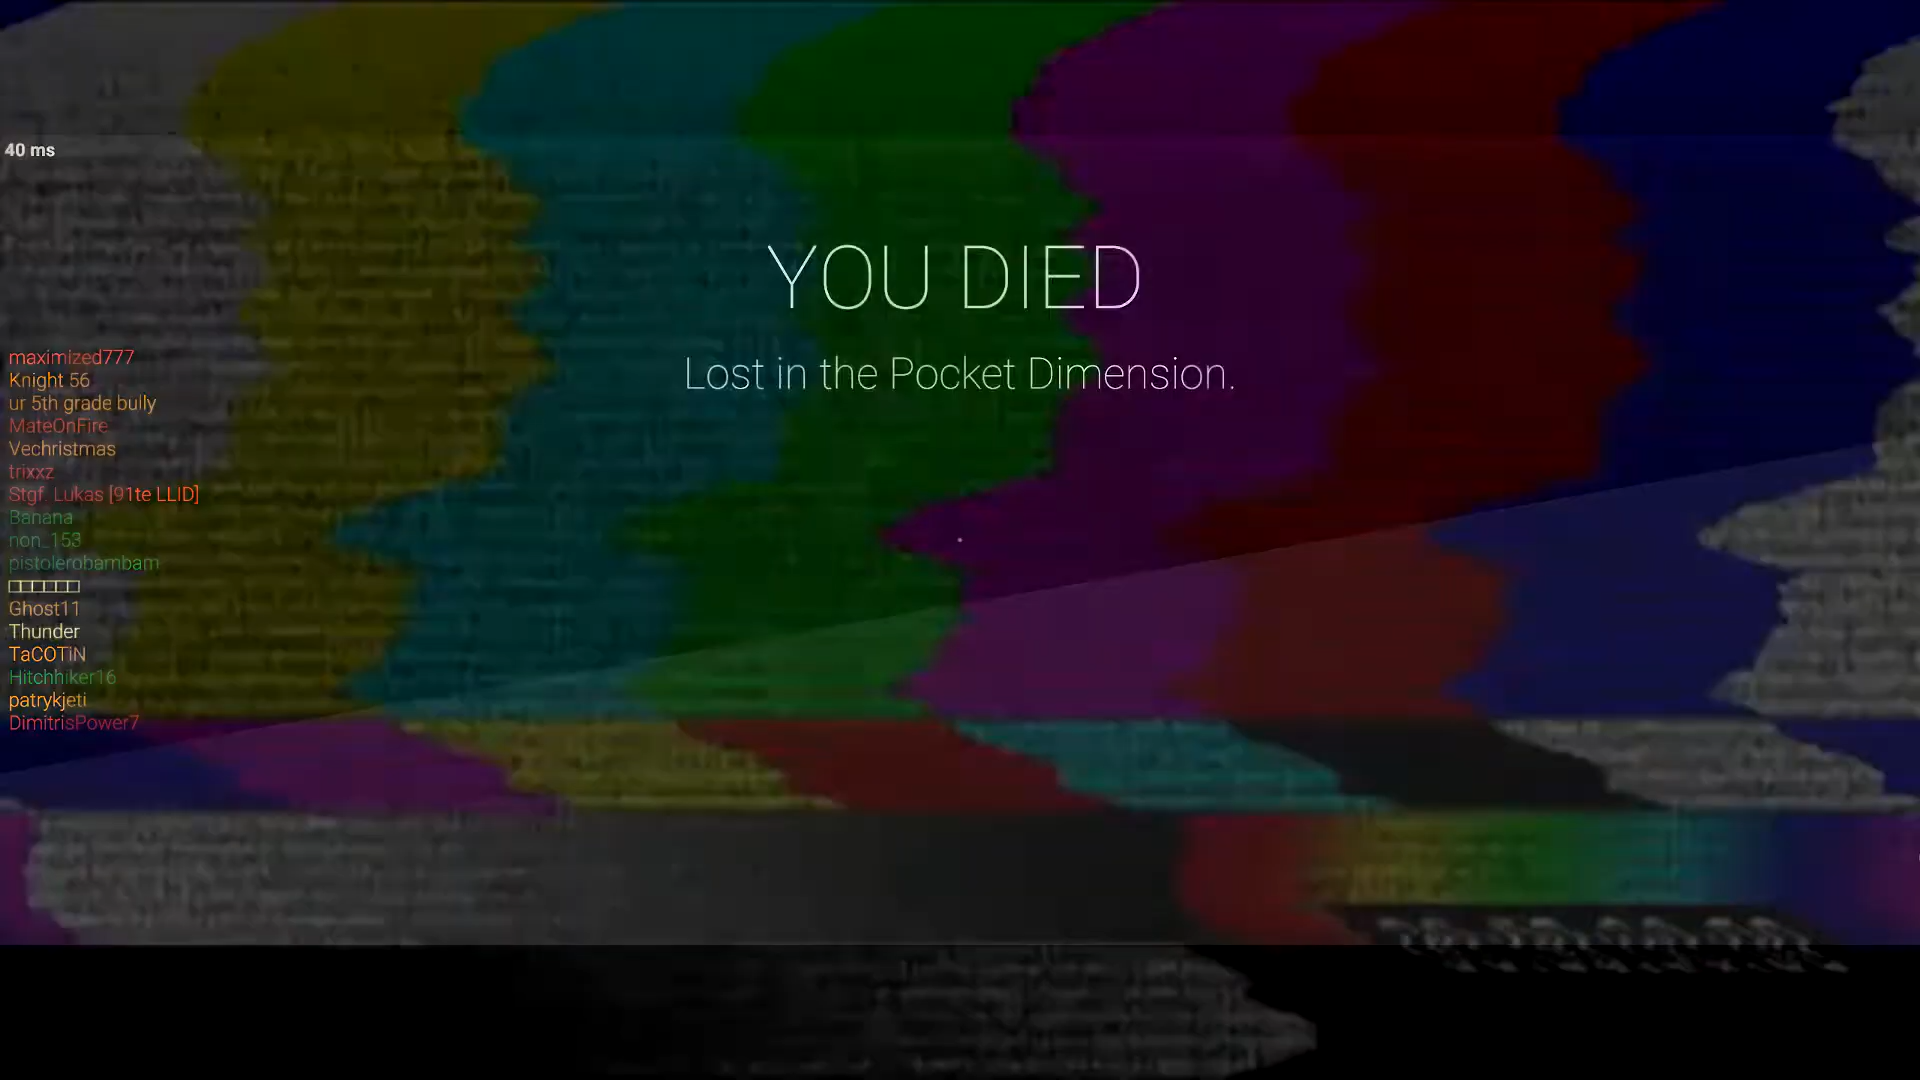 40 ms
YOU DIED
Lost in the Pocket Dimension.
maximized777
Knight 56
ur 5th grade bully
MateOnFire
Vechristmas
trixxz
Stgf. Lukas [91te LLID]
Banana
non_153
pistolerobambam
Ghost11
Thunder
TaCOTiN
Hitchhiker16
patrykjeti
DimitrisPower7